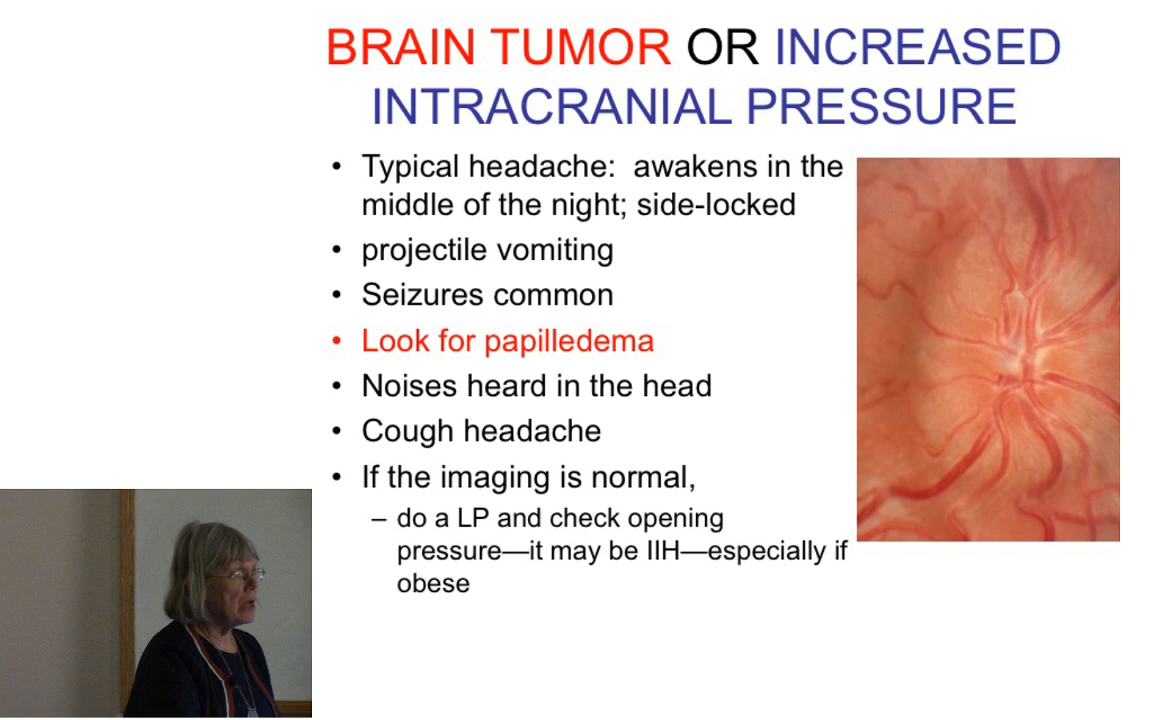 BRAIN TUMOR OR INCREASED
INTRACRANIAL PRESSURE
• Typical headache:  awakens in the
middle of the night; side-locked
• projectile vomiting
• Seizures common
• Look for papilledema
• Noises heard in the head
• Cough headache
• If the imaging is normal,
– do a LP and check opening
pressure—it may be IIH—especially if
obese